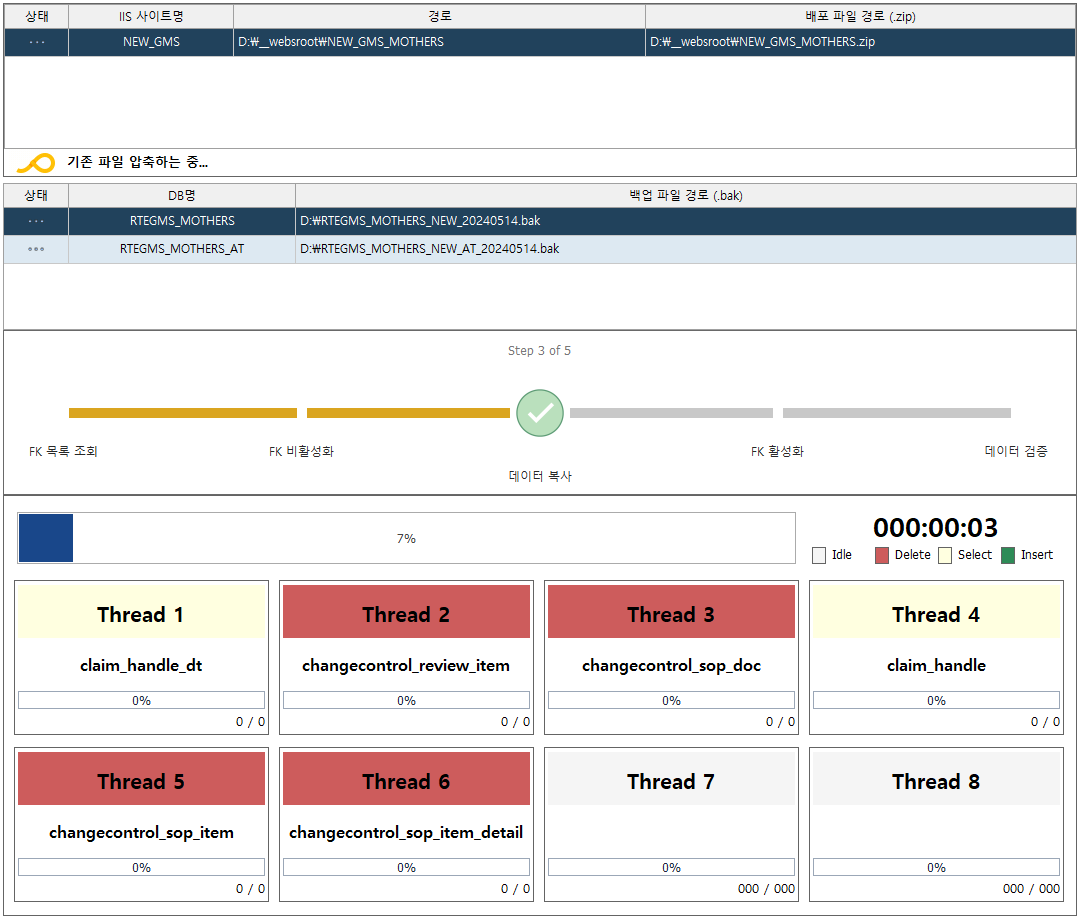 상태 IIS 사이트명 경로 배포 파일 경로 (.zip)
··· NEW_GMS D:₩__websroot₩NEW_GMS_MOTHERS D:₩__websroot₩NEW_GMS_MOTHERS.zip
기존 파일 압축하는 중...
상태 DB명 백업 파일 경로 (.bak)
··· RTEGMS_MOTHERS D:₩RTEGMS_MOTHERS_NEW_20240514.bak
••• RTEGMS_MOTHERS_AT D:₩RTEGMS_MOTHERS_NEW_AT_20240514.bak
Step 3 of 5
FK 목록 조회 FK 비활성화 FK 활성화 데이터 검증
데이터 복사
7%
000:00:03
Idle Delete Select Insert
Thread 1 Thread 2 Thread 3 Thread 4
claim_handle_dt changecontrol_review_item changecontrol_sop_doc claim_handle
0% 0% 0% 0%
0 / 0 0 / 0 0 / 0 0 / 0
Thread 5 Thread 6 Thread 7 Thread 8
changecontrol_sop_item changecontrol_sop_item_detail
0% 0% 0% 0%
0 / 0 0 / 0 000 / 000 000 / 000